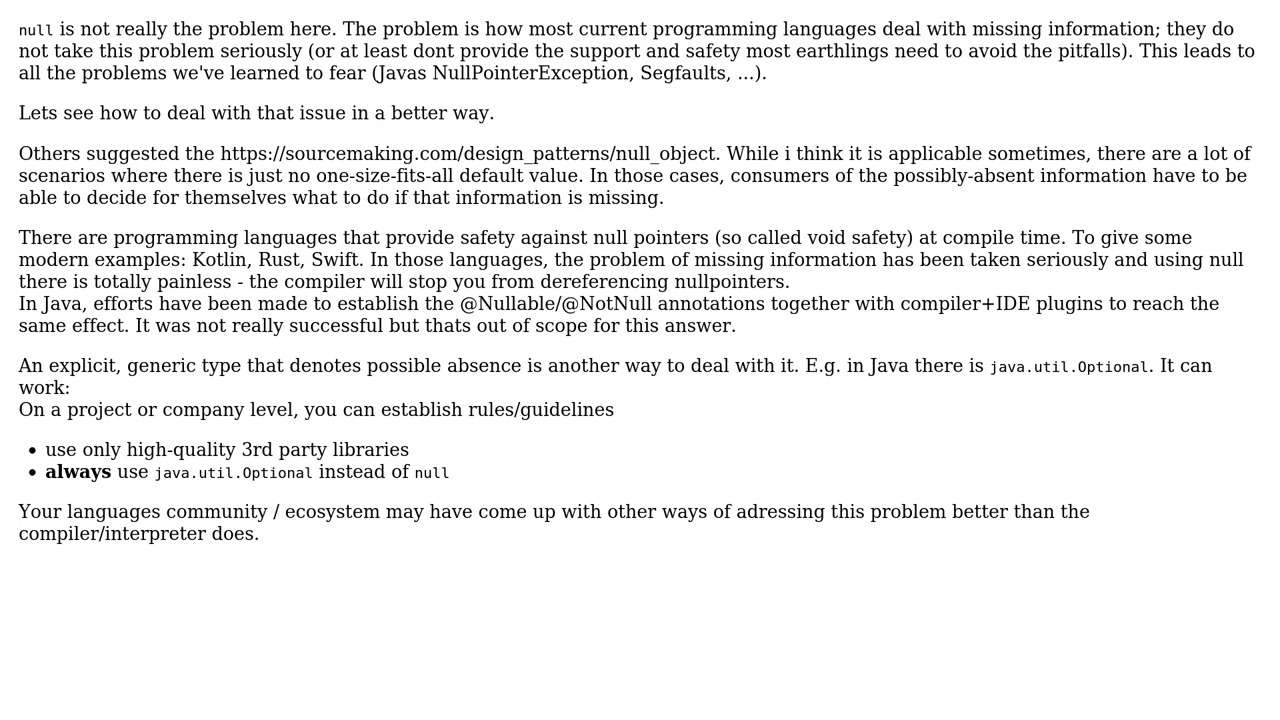 null is not really the problem here. The problem is how most current programming languages deal with missing information; they do
not take this problem seriously (or at least dont provide the support and safety most earthlings need to avoid the pitfalls). This leads to
all the problems we've learned to fear (Javas NullPointerException, Segfaults, ...).
Lets see how to deal with that issue in a better way.
Others suggested the https://sourcemaking.com/design_patterns/null_object. While i think it is applicable sometimes, there are a lot of
scenarios where there is just no one-size-fits-all default value. In those cases, consumers of the possibly-absent information have to be
able to decide for themselves what to do if that information is missing.
There are programming languages that provide safety against null pointers (so called void safety) at compile time. To give some
modern examples: Kotlin, Rust, Swift. In those languages, the problem of missing information has been taken seriously and using null
there is totally painless - the compiler will stop you from dereferencing nullpointers.
In Java, efforts have been made to establish the @Nullable/@NotNull annotations together with compiler+IDE plugins to reach the
same effect. It was not really successful but thats out of scope for this answer.
An explicit, generic type that denotes possible absence is another way to deal with it. E.g. in Java there is java.util.Optional. It can
work:
On a project or company level, you can establish rules/guidelines
• use only high-quality 3rd party libraries
• always use java.util.Optional instead of null
Your languages community / ecosystem may have come up with other ways of adressing this problem better than the
compiler/interpreter does.